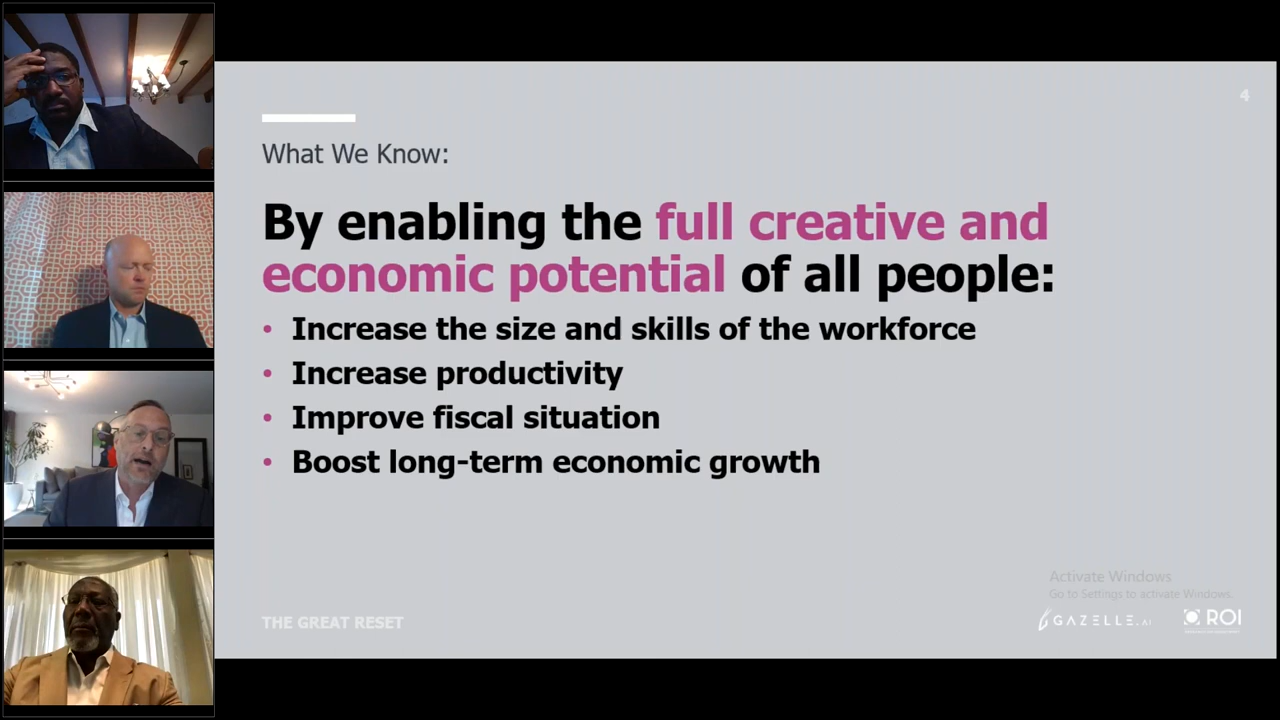 4
What We Know:
By enabling the full creative and
economic potential of all people:
• Increase the size and skills of the workforce
• Increase productivity
• Improve fiscal situation
• Boost long-term economic growth
Activate Windows
Go to Settings to activate Windows.
THE GREAT RESET
GAZELLE.AI
ROI